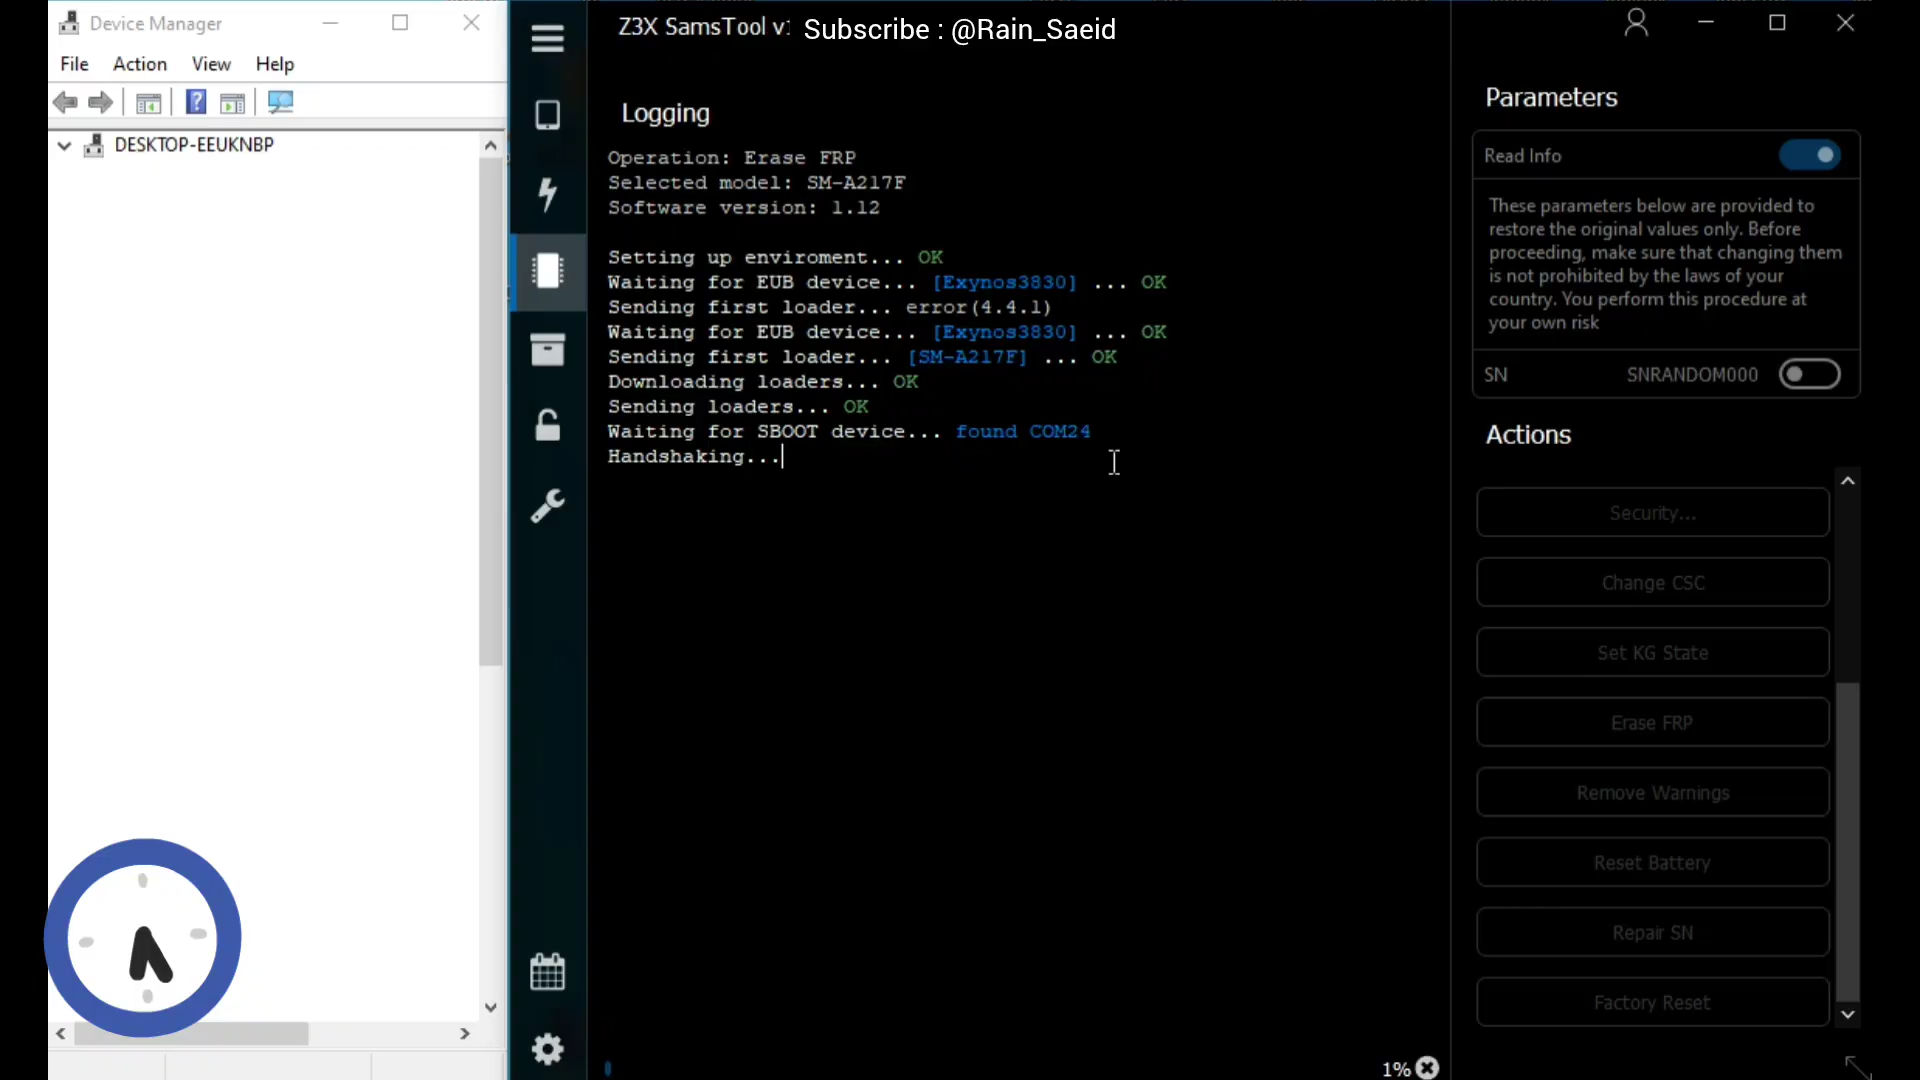 Device Manager
File Action View Help
DESKTOP-EEUKNBP
Z3X SamsTool v1
Subscribe : @Rain_Saeid
Logging
Operation: Erase FRP
Selected model: SM-A217F
Software version: 1.12
Setting up enviroment... OK
Waiting for EUB device... [Exynos3830] ... OK
Sending first loader... error(4.4.1)
Waiting for EUB device... [Exynos3830] ... OK
Sending first loader... [SM-A217F] ... OK
Downloading loaders... OK
Sending loaders... OK
Waiting for SBOOT device... found COM24
Handshaking...
1%
Parameters
Read Info
These parameters below are provided to
restore the original values only. Before
proceeding, make sure that changing them
is not prohibited by the laws of your
country. You perform this procedure at
your own risk
SN SNRANDOM000
Actions
Security...
Change CSC
Set KG State
Erase FRP
Remove Warnings
Reset Battery
Repair SN
Factory Reset